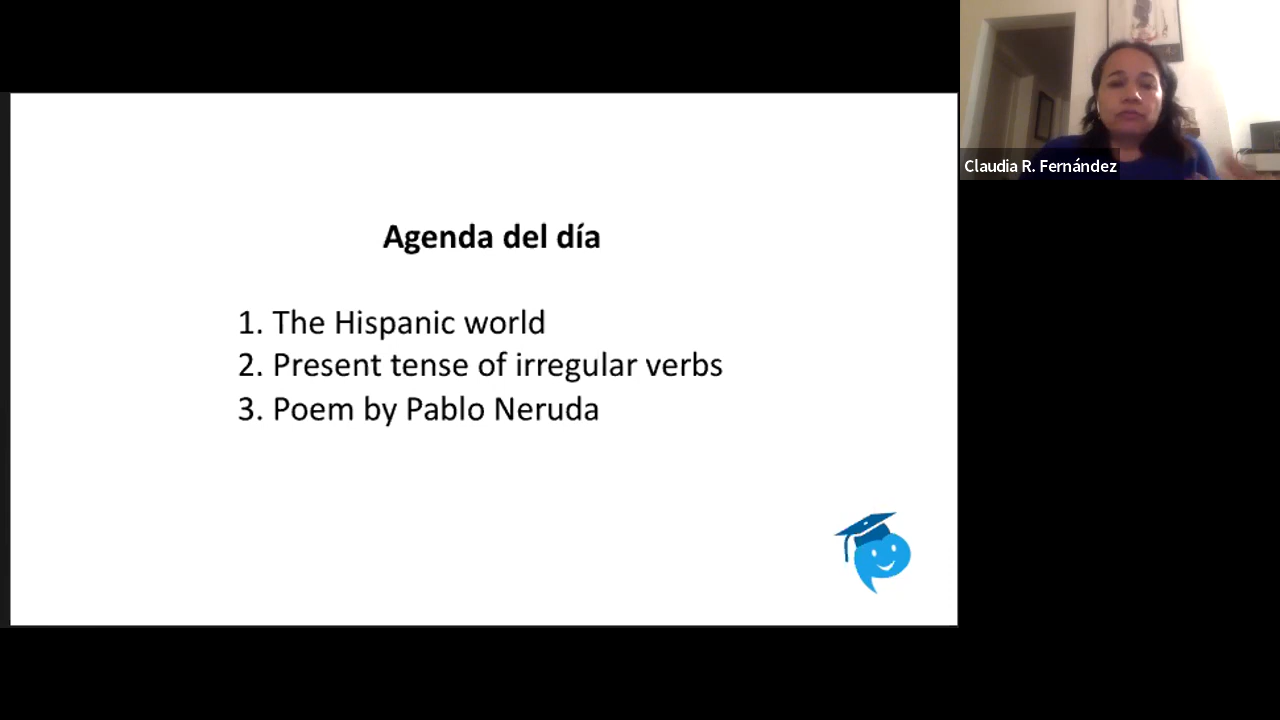 Agenda del día
1. The Hispanic world
2. Present tense of irregular verbs
3. Poem by Pablo Neruda
Claudia R. Fernández